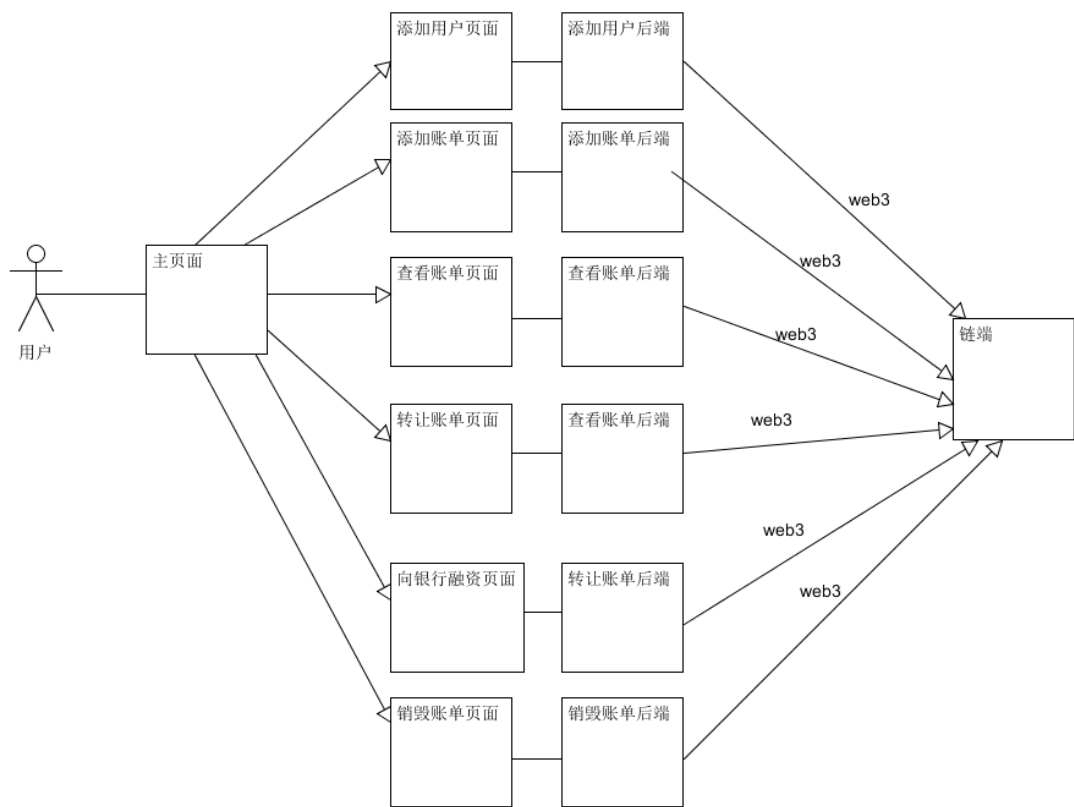 添加用户页面
添加用户后端
添加账单页面
添加账单后端
web3
主页面
web3
查看账单页面
查看账单后端
web3
链端
用户
转让账单页面
查看账单后端
web3
web3
向银行融资页面
转让账单后端
web3
销毁账单页面
销毁账单后端